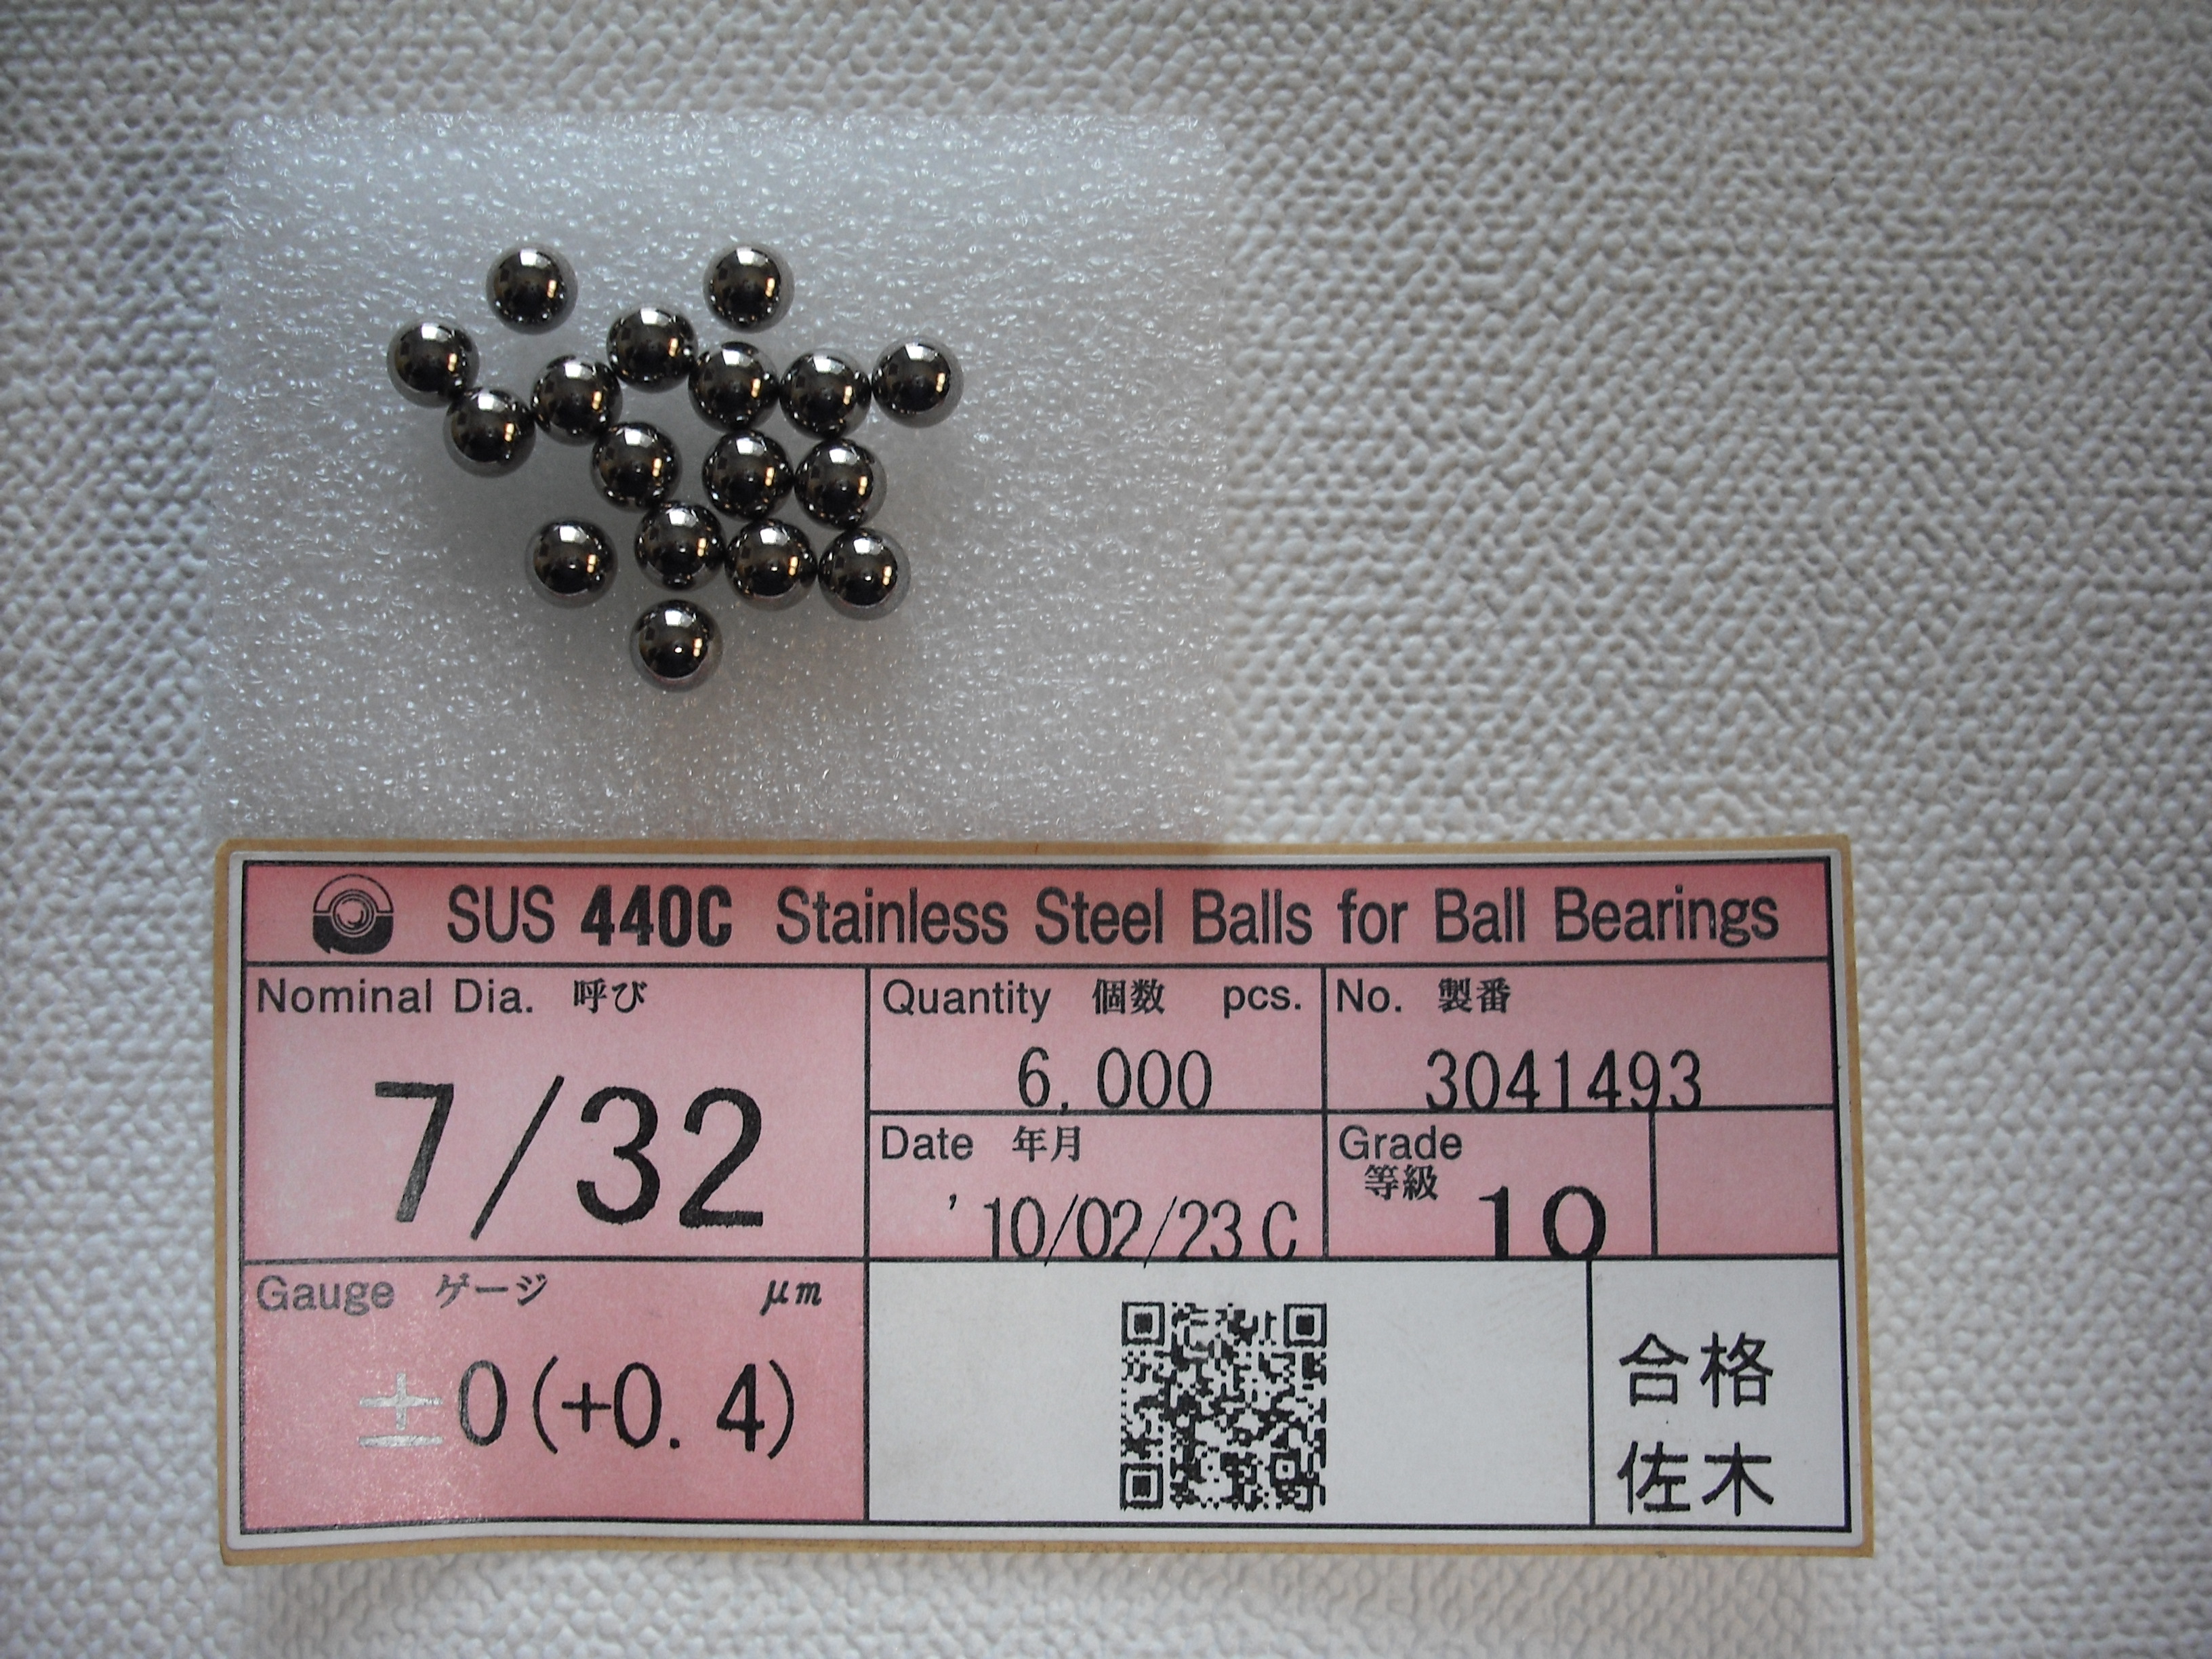 SUS 440C Stainless Steel Balls for Ball Bearings
Nominal Dia. 呼び
7/32
Quantity 個数 pcs.
6,000
No. 製番
3041493
Date 年月
'10/02/23 C
Grade
等級
10
Gauge ゲージ μm
±0(+0.4)
合格
佐木